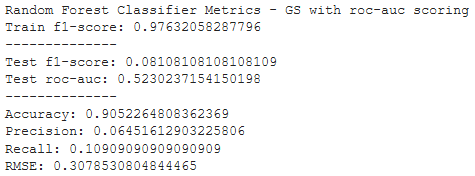 Random Forest Classifier Metrics - GS with roc-auc scoring
Train f1-score: 0.97632058287796
--------------
Test f1-score: 0.08108108108108109
Test roc-auc: 0.5230237154150198
--------------
Accuracy: 0.9052264808362369
Precision: 0.06451612903225806
Recall: 0.10909090909090909
RMSE: 0.3078530804844465